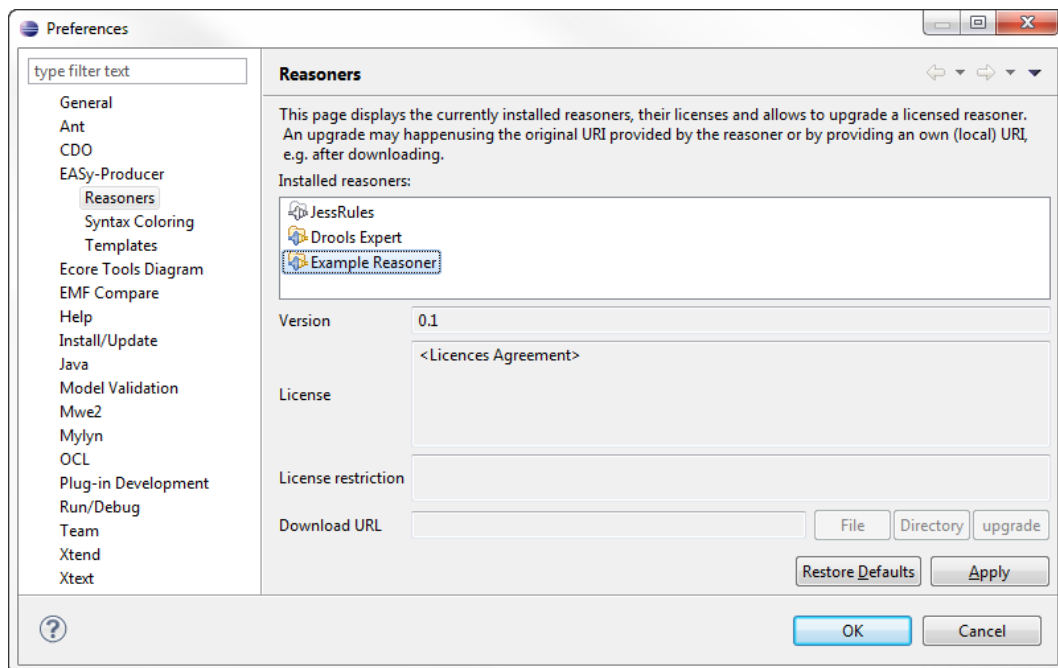 Preferences
type filter text
General
Ant
CDO
EASy-Producer
Reasoners
Syntax Coloring
Templates
Ecore Tools Diagram
EMF Compare
Help
Install/Update
Java
Model Validation
Mwe2
Mylyn
OCL
Plug-in Development
Run/Debug
Team
Xtend
Xtext
Reasoners
This page displays the currently installed reasoners, their licenses and allows to upgrade a licensed reasoner.
An upgrade may happenusing the original URI provided by the reasoner or by providing an own (local) URI,
e.g. after downloading.
Installed reasoners:
JessRules
Drools Expert
Example Reasoner
Version 0.1
<Licences Agreement>
License
License restriction
Download URL File Directory upgrade
Restore Defaults Apply
? OK Cancel